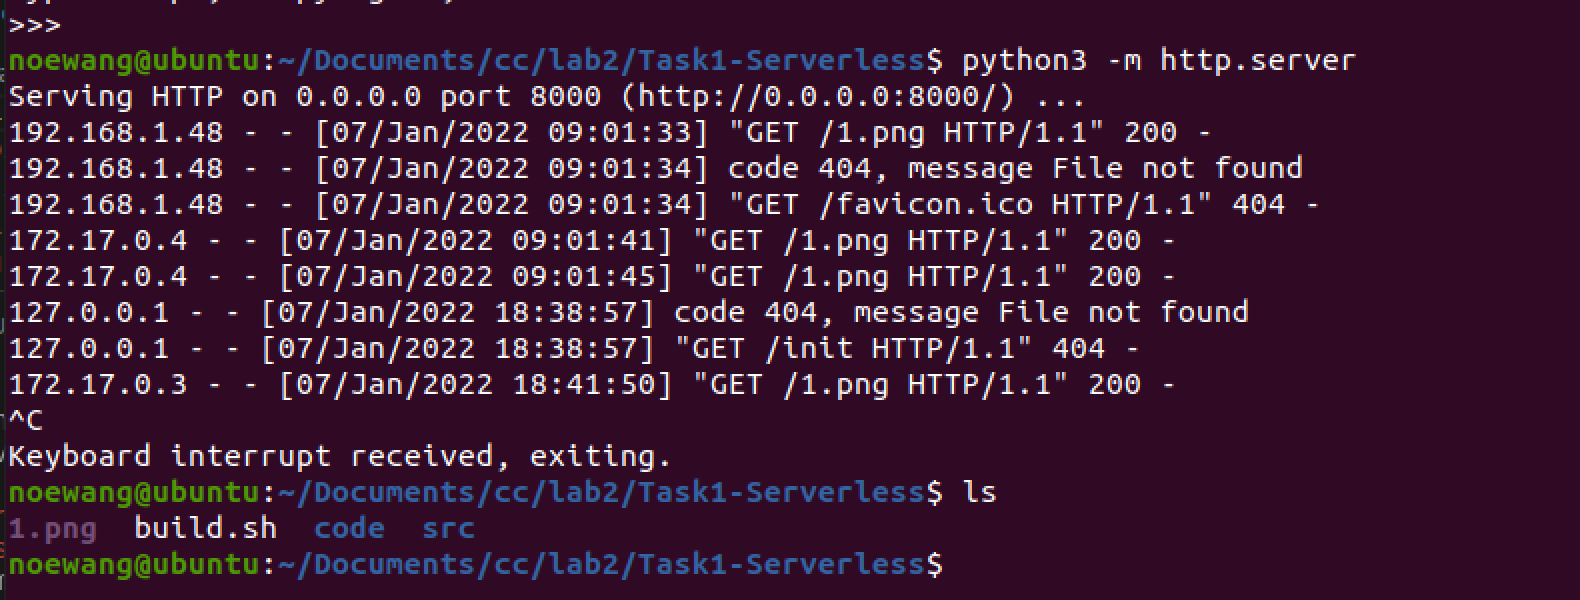 >>>
noewang@ubuntu:~/Documents/cc/lab2/Task1-Serverless$ python3 -m http.server
Serving HTTP on 0.0.0.0 port 8000 (http://0.0.0.0:8000/) ...
192.168.1.48 - - [07/Jan/2022 09:01:33] "GET /1.png HTTP/1.1" 200 -
192.168.1.48 - - [07/Jan/2022 09:01:34] code 404, message File not found
192.168.1.48 - - [07/Jan/2022 09:01:34] "GET /favicon.ico HTTP/1.1" 404 -
172.17.0.4 - - [07/Jan/2022 09:01:41] "GET /1.png HTTP/1.1" 200 -
172.17.0.4 - - [07/Jan/2022 09:01:45] "GET /1.png HTTP/1.1" 200 -
127.0.0.1 - - [07/Jan/2022 18:38:57] code 404, message File not found
127.0.0.1 - - [07/Jan/2022 18:38:57] "GET /init HTTP/1.1" 404 -
172.17.0.3 - - [07/Jan/2022 18:41:50] "GET /1.png HTTP/1.1" 200 -
^C
Keyboard interrupt received, exiting.
noewang@ubuntu:~/Documents/cc/lab2/Task1-Serverless$ ls
1.png  build.sh  code  src
noewang@ubuntu:~/Documents/cc/lab2/Task1-Serverless$